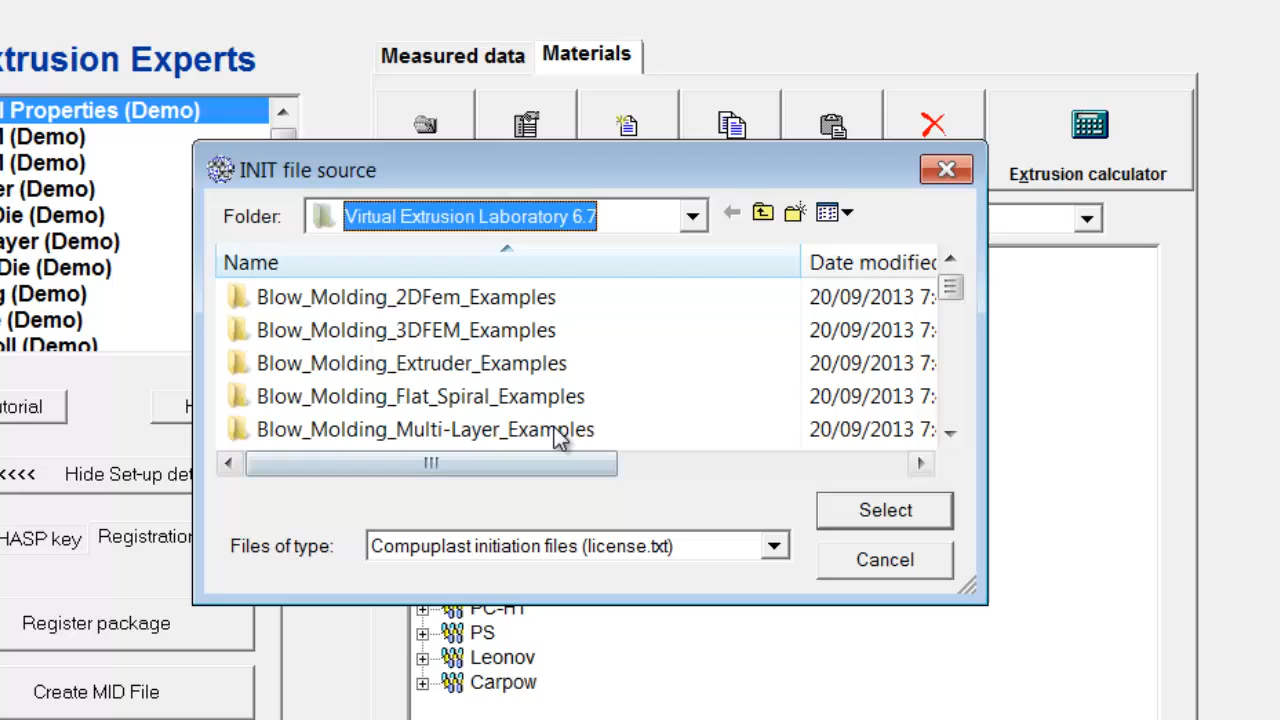 xtrusion Experts
Measured data
Materials
l Properties (Demo)
l (Demo)
l (Demo)
er (Demo)
Die (Demo)
ayer (Demo)
Die (Demo)
g (Demo)
e (Demo)
oll (Demo)
Extrusion calculator
INIT file source
Folder:
Virtual Extrusion Laboratory 6.7
Name
Date modified
Blow_Molding_2DFem_Examples
20/09/2013 7:
Blow_Molding_3DFEM_Examples
20/09/2013 7:
Blow_Molding_Extruder_Examples
20/09/2013 7:
Blow_Molding_Flat_Spiral_Examples
20/09/2013 7:
Blow_Molding_Multi-Layer_Examples
20/09/2013 7:
Select
Files of type:
Compuplast initiation files (license.txt)
Cancel
utorial
H
<<<< Hide Set-up det
HASP key
Registration
Register package
Create MID File
PC-HT
PS
Leonov
Carpow